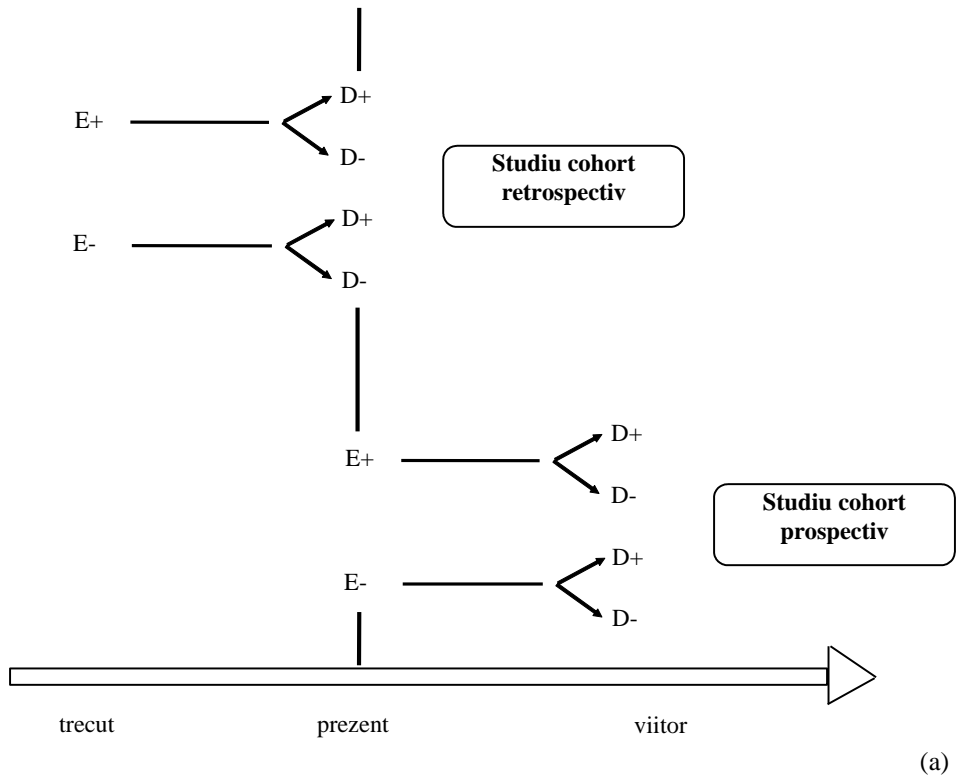 D+
E+
D-
Studiu cohort
retrospectiv
D+
E-
D-
D+
E+
D-
Studiu cohort
prospectiv
D+
E-
D-
trecut prezent viitor
(a)